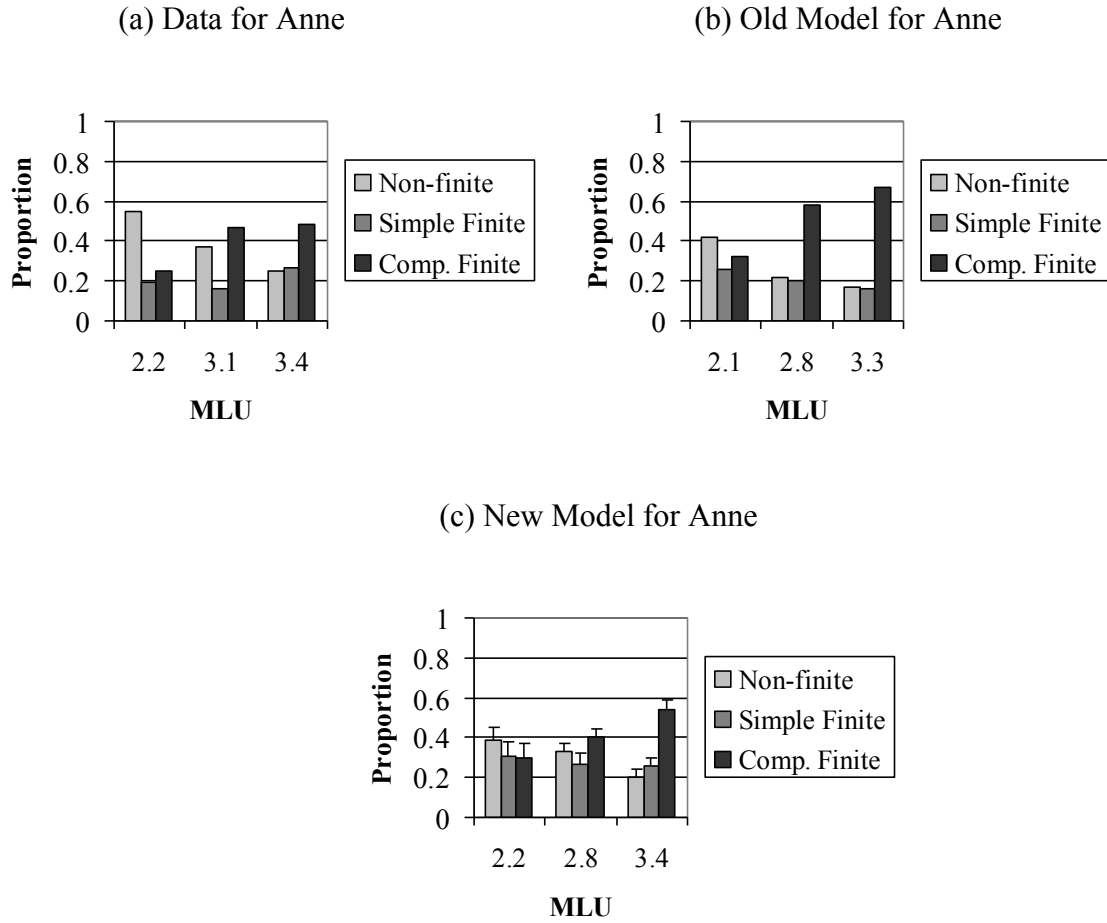 (a) Data for Anne
(b) Old Model for Anne
Proportion
1
0.8
0.6
0.4
0.2
0
2.2 3.1 3.4
MLU
Non-finite
Simple Finite
Comp. Finite
Proportion
1
0.8
0.6
0.4
0.2
0
2.1 2.8 3.3
MLU
Non-finite
Simple Finite
Comp. Finite
(c) New Model for Anne
Proportion
1
0.8
0.6
0.4
0.2
0
2.2 2.8 3.4
MLU
Non-finite
Simple Finite
Comp. Finite